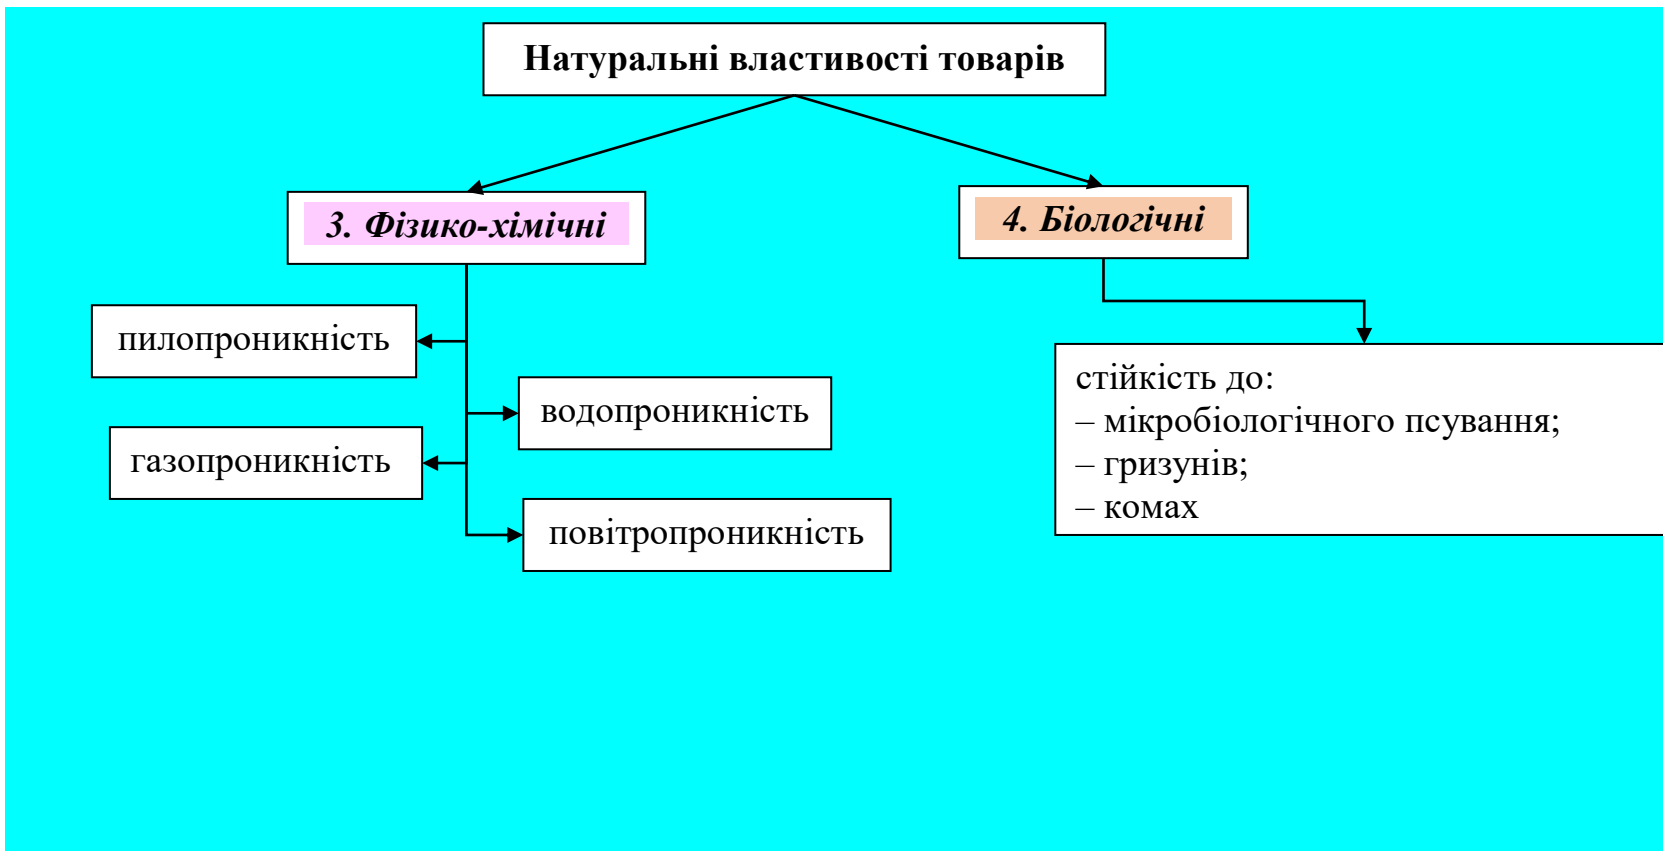 Натуральні властивості товарів
3. Фізико-хімічні
4. Біологічні
пилопроникність
водопроникність
газопроникність
повітропроникність
стійкість до:
– мікробіологічного псування;
– гризунів;
– комах